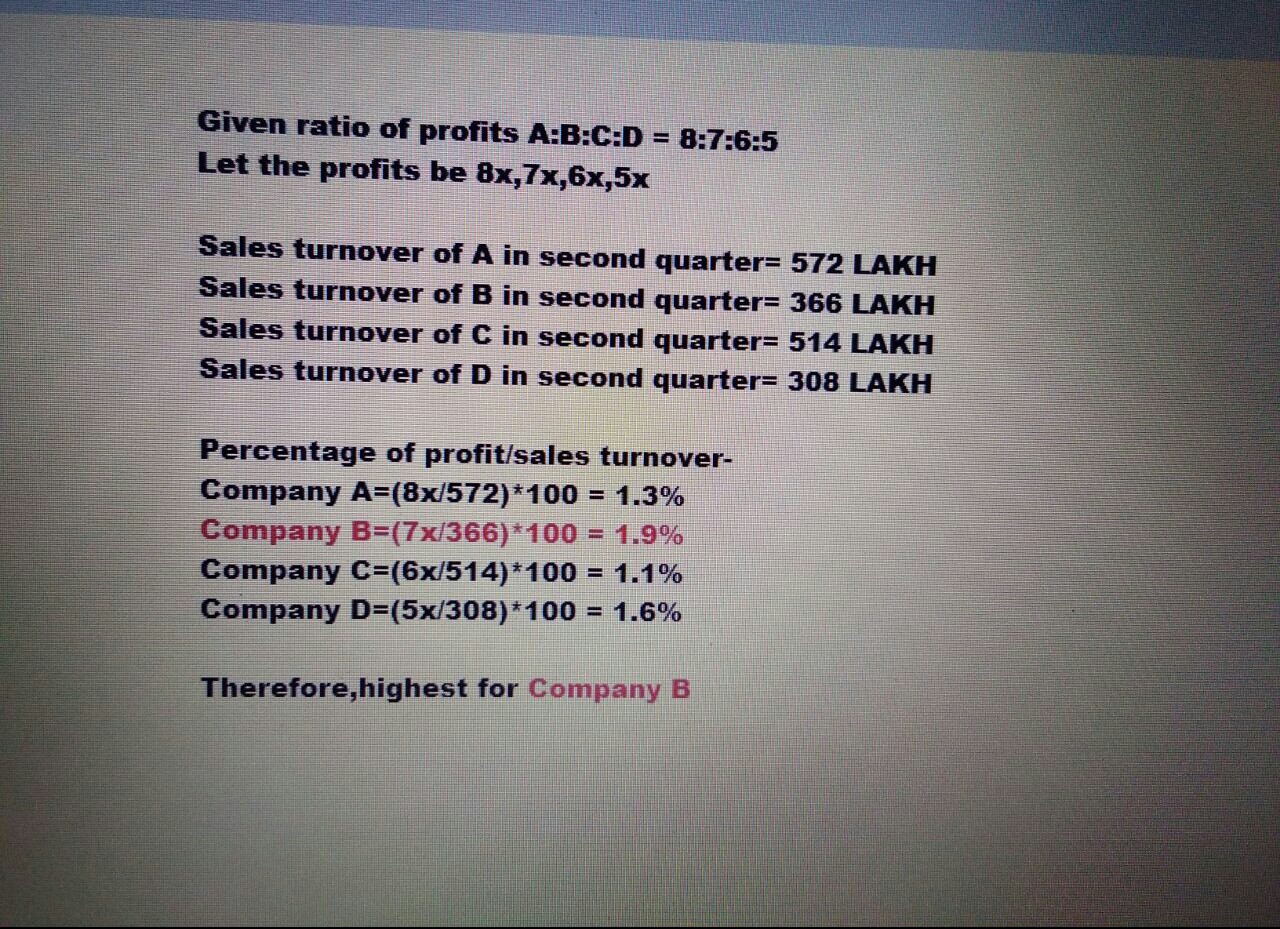 Given ratio of profits A:B:C:D = 8:7:6:5
Let the profits be 8x,7x,6x,5x
Sales turnover of A in second quarter= 572 LAKH
Sales turnover of B in second quarter= 366 LAKH
Sales turnover of C in second quarter= 514 LAKH
Sales turnover of D in second quarter= 308 LAKH
Percentage of profit/sales turnover-
Company A=(8x/572)*100 = 1.3%
Company B=(7x/366)*100 = 1.9%
Company C=(6x/514)*100 = 1.1%
Company D=(5x/308)*100 = 1.6%
Therefore,highest for Company B